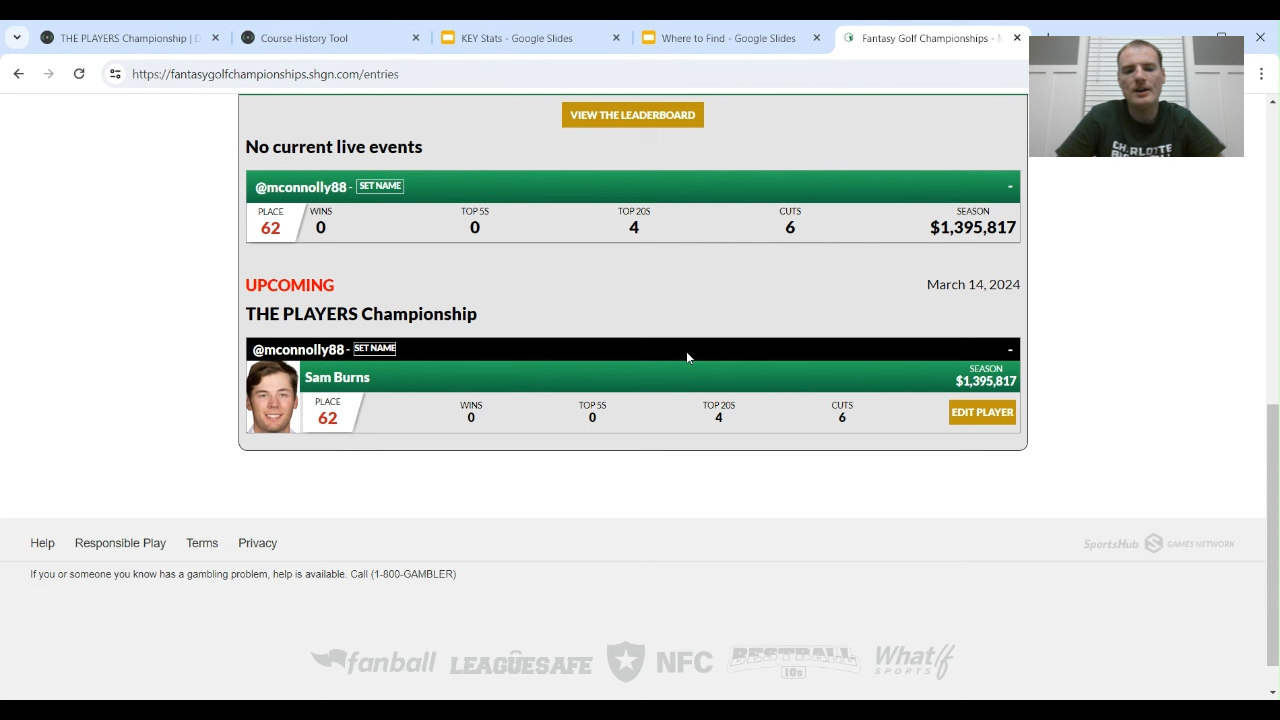 THE PLAYERS Championship | D
Course History Tool
KEY Stats - Google Slides
Where to Find - Google Slides
Fantasy Golf Championships - M
https://fantasygolfchampionships.shgn.com/entries
VIEW THE LEADERBOARD
No current live events
@mconnolly88 - SET NAME -
PLACE WINS TOP 5S TOP 20S CUTS SEASON
62 0 0 4 6 $1,395,817
UPCOMING March 14, 2024
THE PLAYERS Championship
@mconnolly88 - SET NAME -
Sam Burns SEASON
$1,395,817
PLACE WINS TOP 5S TOP 20S CUTS
62 0 0 4 6 EDIT PLAYER
CHARLOTTE
Help Responsible Play Terms Privacy
SportsHub S GAMES NETWORK
If you or someone you know has a gambling problem, help is available. Call (1-800-GAMBLER)
fanball LEAGUESAFE NFC BESTBALL 10s What If SPORTS